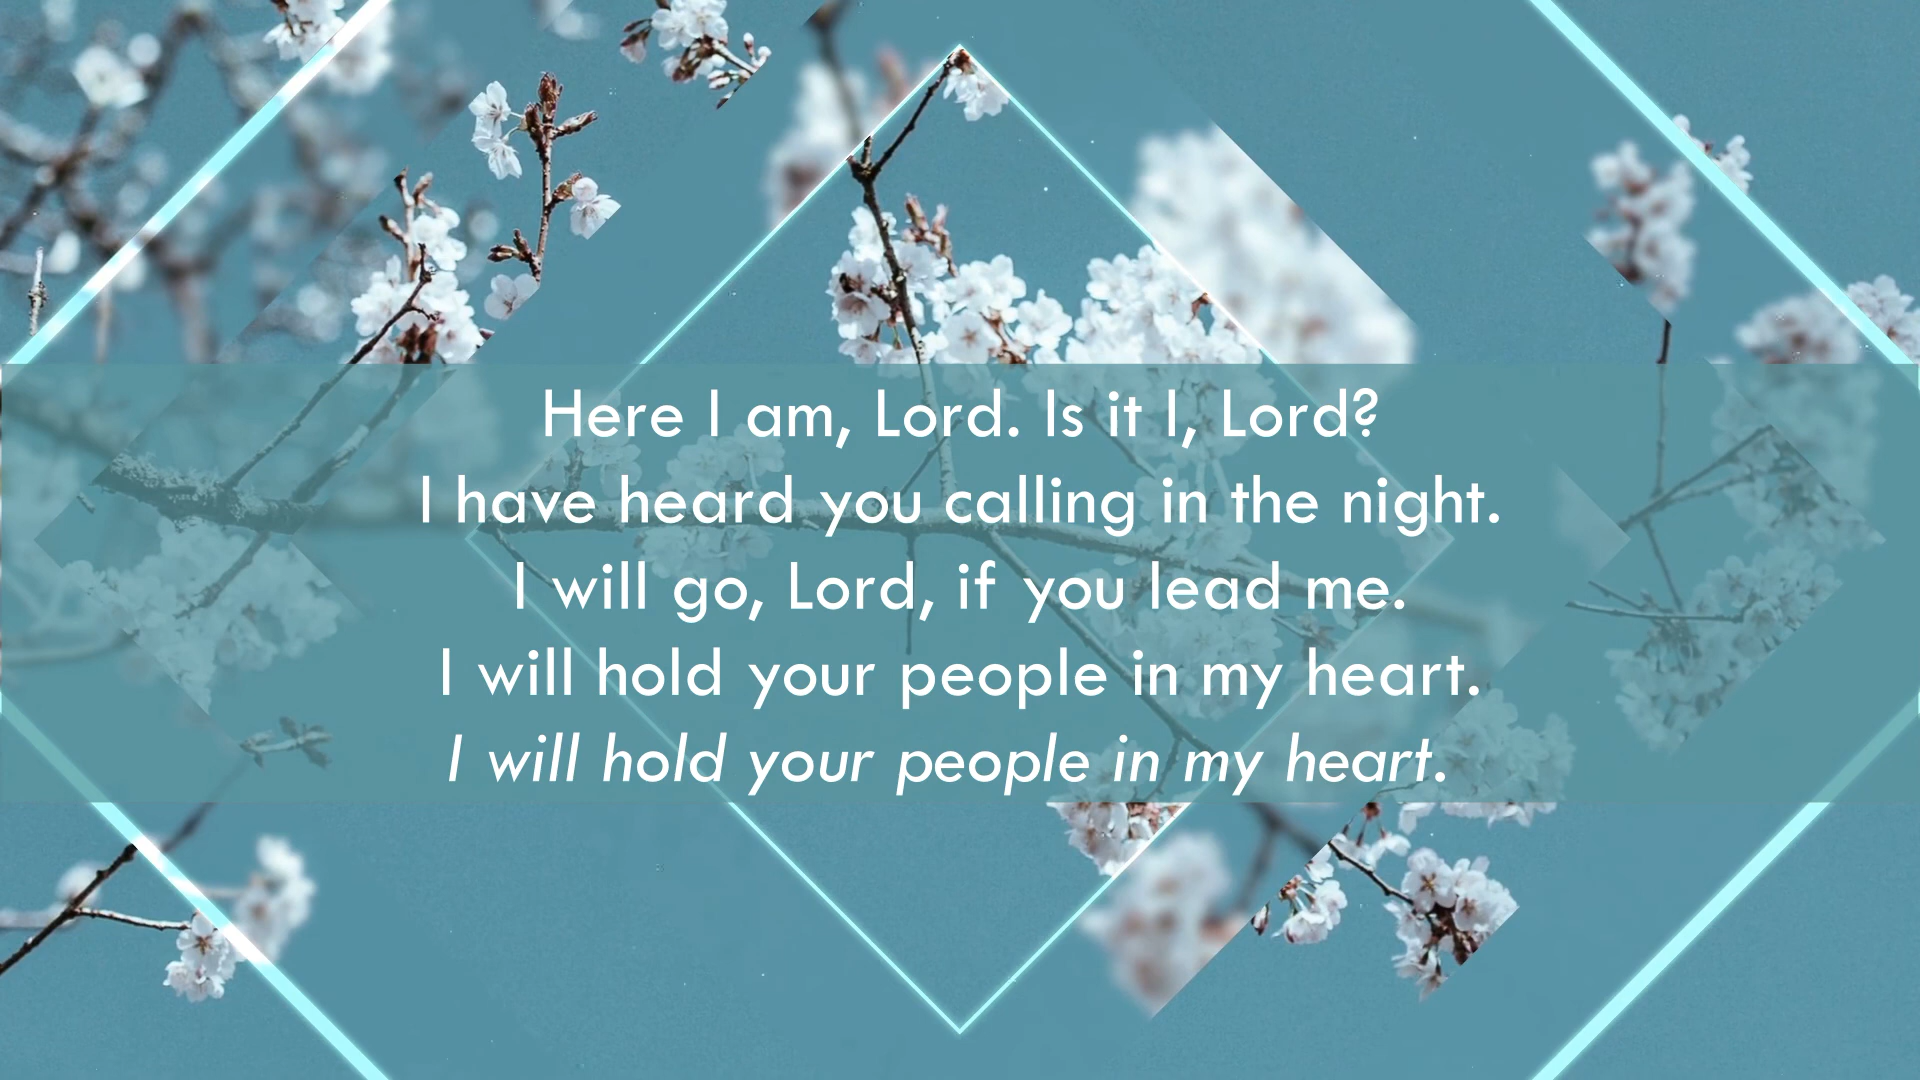 Here I am, Lord. Is it I, Lord?
I have heard you calling in the night.
I will go, Lord, if you lead me.
I will hold your people in my heart.
I will hold your people in my heart.